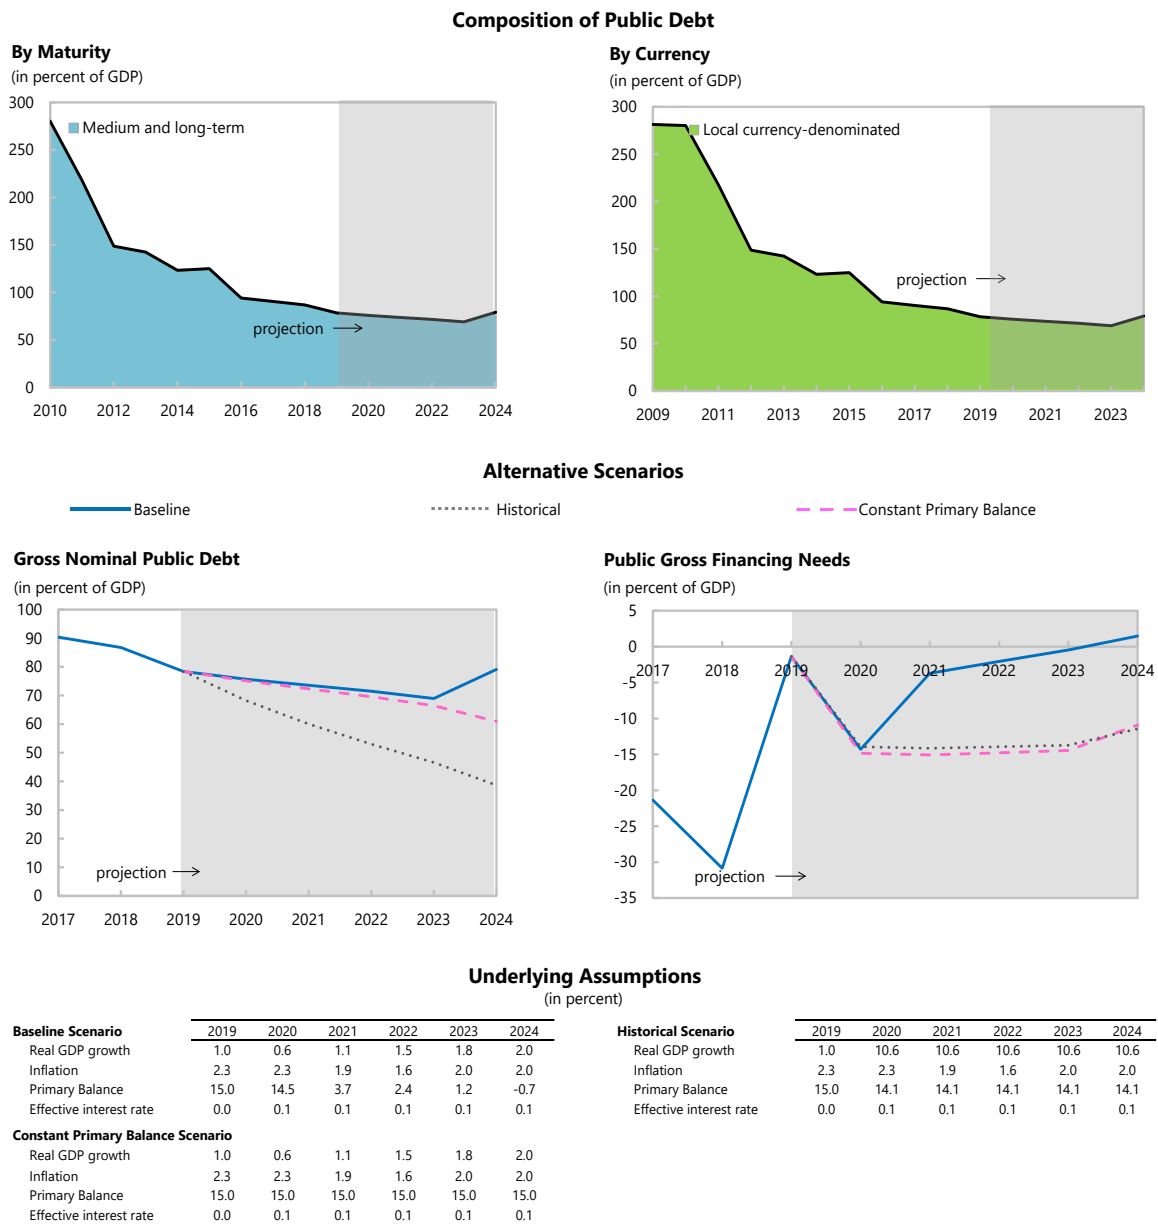 Composition of Public Debt
By Maturity
(in percent of GDP)
300
250
200
150
100
50
0
Medium and long-term
projection
2010 2012 2014 2016 2018 2020 2022 2024
By Currency
(in percent of GDP)
300
250
200
150
100
50
0
Local currency-denominated
projection
2009 2011 2013 2015 2017 2019 2021 2023
Alternative Scenarios
Baseline Historical Constant Primary Balance
Gross Nominal Public Debt
(in percent of GDP)
100
90
80
70
60
50
40
30
20
10
0
projection
2017 2018 2019 2020 2021 2022 2023 2024
Public Gross Financing Needs
(in percent of GDP)
5
0
-5
-10
-15
-20
-25
-30
-35
2017 2018 2019 2020 2021 2022 2023 2024
projection
Underlying Assumptions
(in percent)
Baseline Scenario 2019 2020 2021 2022 2023 2024
Real GDP growth 1.0 0.6 1.1 1.5 1.8 2.0
Inflation 2.3 2.3 1.9 1.6 2.0 2.0
Primary Balance 15.0 14.5 3.7 2.4 1.2 -0.7
Effective interest rate 0.0 0.1 0.1 0.1 0.1 0.1
Constant Primary Balance Scenario
Real GDP growth 1.0 0.6 1.1 1.5 1.8 2.0
Inflation 2.3 2.3 1.9 1.6 2.0 2.0
Primary Balance 15.0 15.0 15.0 15.0 15.0 15.0
Effective interest rate 0.0 0.1 0.1 0.1 0.1 0.1
Historical Scenario 2019 2020 2021 2022 2023 2024
Real GDP growth 1.0 10.6 10.6 10.6 10.6 10.6
Inflation 2.3 2.3 1.9 1.6 2.0 2.0
Primary Balance 15.0 14.1 14.1 14.1 14.1 14.1
Effective interest rate 0.0 0.1 0.1 0.1 0.1 0.1